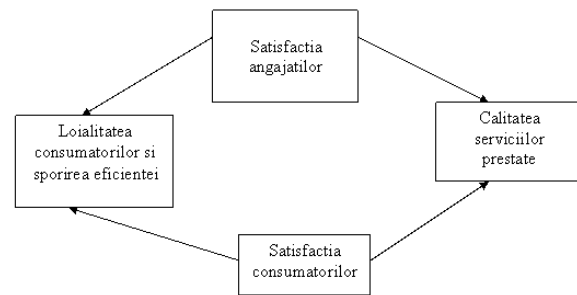 Satisfactia
angajatilor
Loialitatea
consumatorilor si
sporirea eficientei
Calitatea
serviciilor
prestate
Satisfactia
consumatorilor